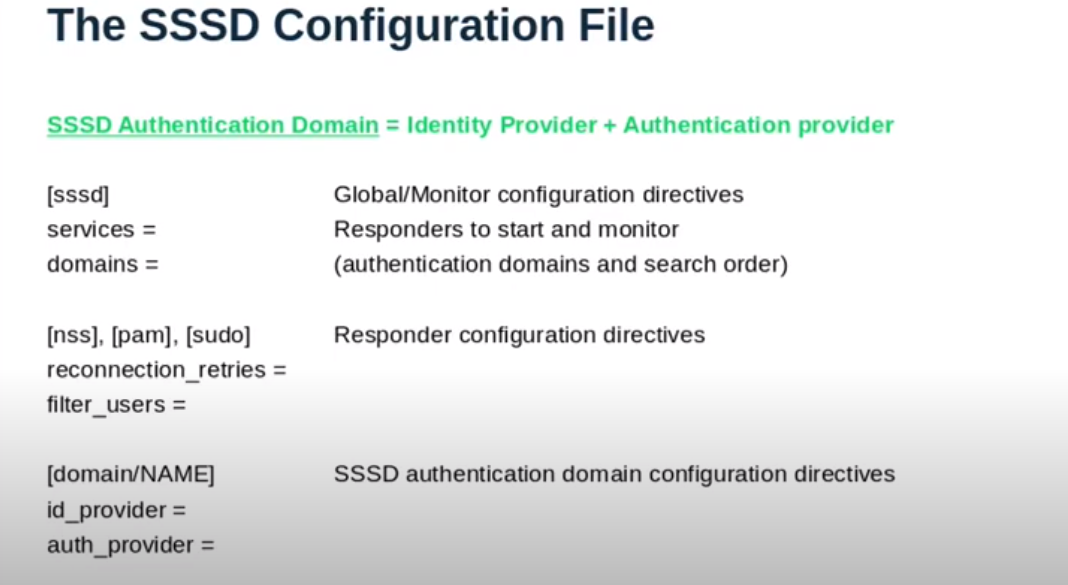 The SSSD Configuration File
SSSD Authentication Domain = Identity Provider + Authentication provider
[sssd] Global/Monitor configuration directives
services = Responders to start and monitor
domains = (authentication domains and search order)
[nss], [pam], [sudo] Responder configuration directives
reconnection_retries =
filter_users =
[domain/NAME] SSSD authentication domain configuration directives
id_provider =
auth_provider =